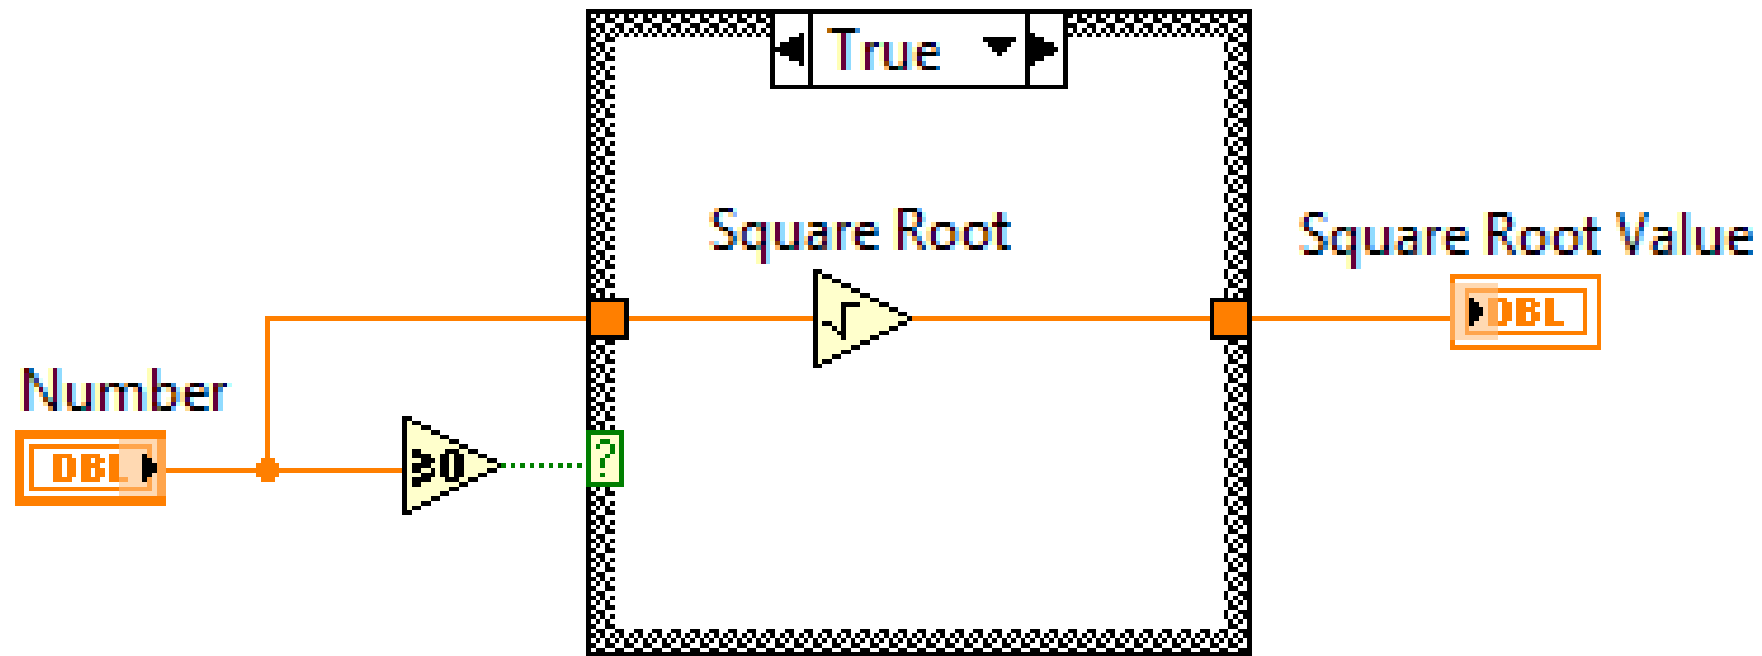 True
Square Root
Square Root Value
DBL
Number
DBL
≥0
?